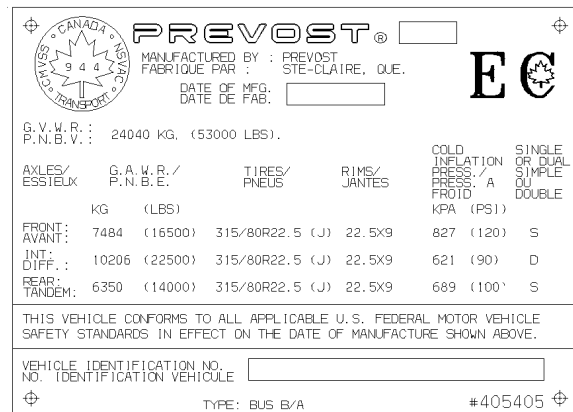 CANADA
CMVSS
NSVAC
944
TRANSPORT
PREVOST®
MANUFACTURED BY : PREVOST
FABRIQUE PAR : STE-CLAIRE, QUE.
DATE OF MFG.
DATE DE FAB.
EC
G.V.W.R. :
P.N.B.V. : 24040 KG, (53000 LBS).
AXLES/ G.A.W.R./ TIRES/ RIMS/ COLD INFLATION PRESS./ SINGLE OR DUAL
ESSIEUX P.N.B.E. PNEUS JANTES PRESS. A FROID SIMPLE OU DOUBLE
KG (LBS) KPA (PSI)
FRONT:
AVANT: 7484 (16500) 315/80R22.5 (J) 22.5X9 827 (120) S
INT:
DIFF.: 10206 (22500) 315/80R22.5 (J) 22.5X9 621 (90) D
REAR:
TANDEM: 6350 (14000) 315/80R22.5 (J) 22.5X9 689 (100) S
THIS VEHICLE CONFORMS TO ALL APPLICABLE U.S. FEDERAL MOTOR VEHICLE
SAFETY STANDARDS IN EFFECT ON THE DATE OF MANUFACTURE SHOWN ABOVE.
VEHICLE IDENTIFICATION NO.
NO. IDENTIFICATION VEHICULE
TYPE: BUS B/A #405405